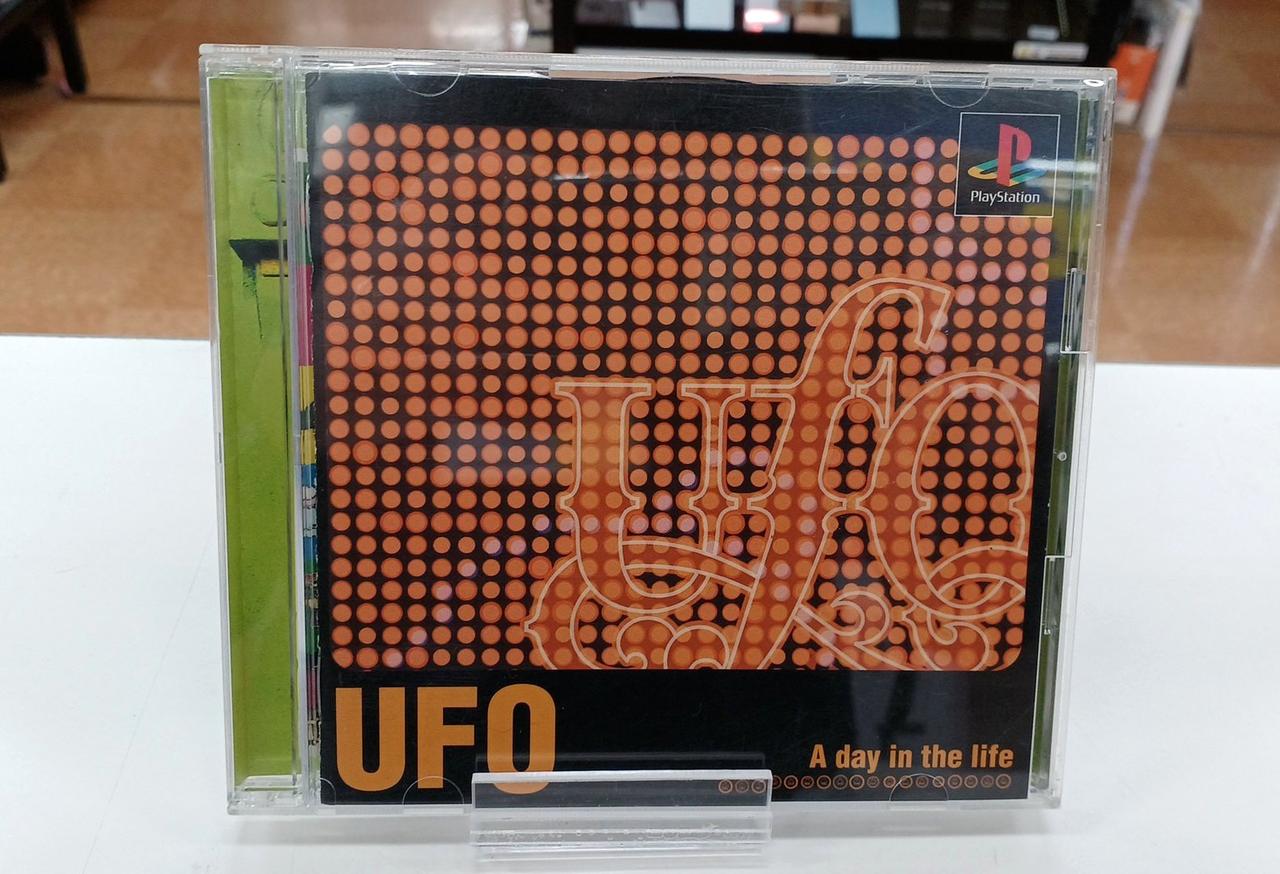 PlayStation
ufo
UFO
A day in the life